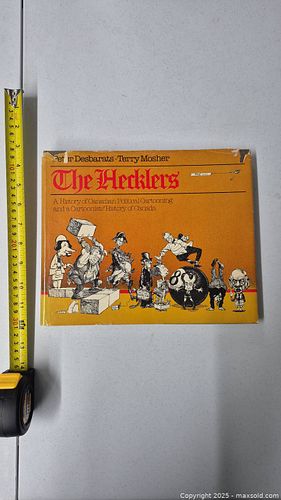 Peter Desbarats · Terry Mosher
The Hecklers
A History of Canadian Political Cartooning
and a Cartoonists' History of Canada
8
Copyright © 2025 - maxsold.com